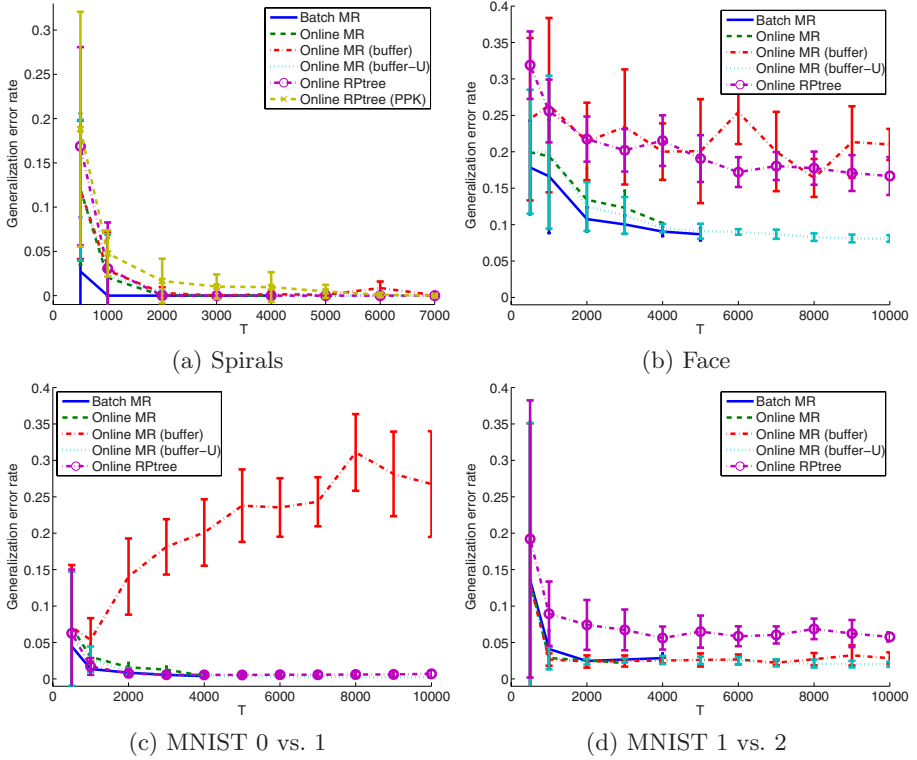 Batch MR
Online MR
Online MR (buffer)
Online MR (buffer−U)
Online RPtree
Online RPtree (PPK)
Generalization error rate
0.3
0.25
0.2
0.15
0.1
0.05
0
0 1000 2000 3000 4000 5000 6000 7000
T
(a) Spirals
Batch MR
Online MR
Online MR (buffer)
Online MR (buffer−U)
Online RPtree
Generalization error rate
0.4
0.35
0.3
0.25
0.2
0.15
0.1
0.05
0
0 2000 4000 6000 8000 10000
T
(b) Face
Batch MR
Online MR
Online MR (buffer)
Online MR (buffer−U)
Online RPtree
Generalization error rate
0.4
0.35
0.3
0.25
0.2
0.15
0.1
0.05
0
0 2000 4000 6000 8000 10000
T
(c) MNIST 0 vs. 1
Batch MR
Online MR
Online MR (buffer)
Online MR (buffer−U)
Online RPtree
Generalization error rate
0.4
0.35
0.3
0.25
0.2
0.15
0.1
0.05
0
0 2000 4000 6000 8000 10000
T
(d) MNIST 1 vs. 2